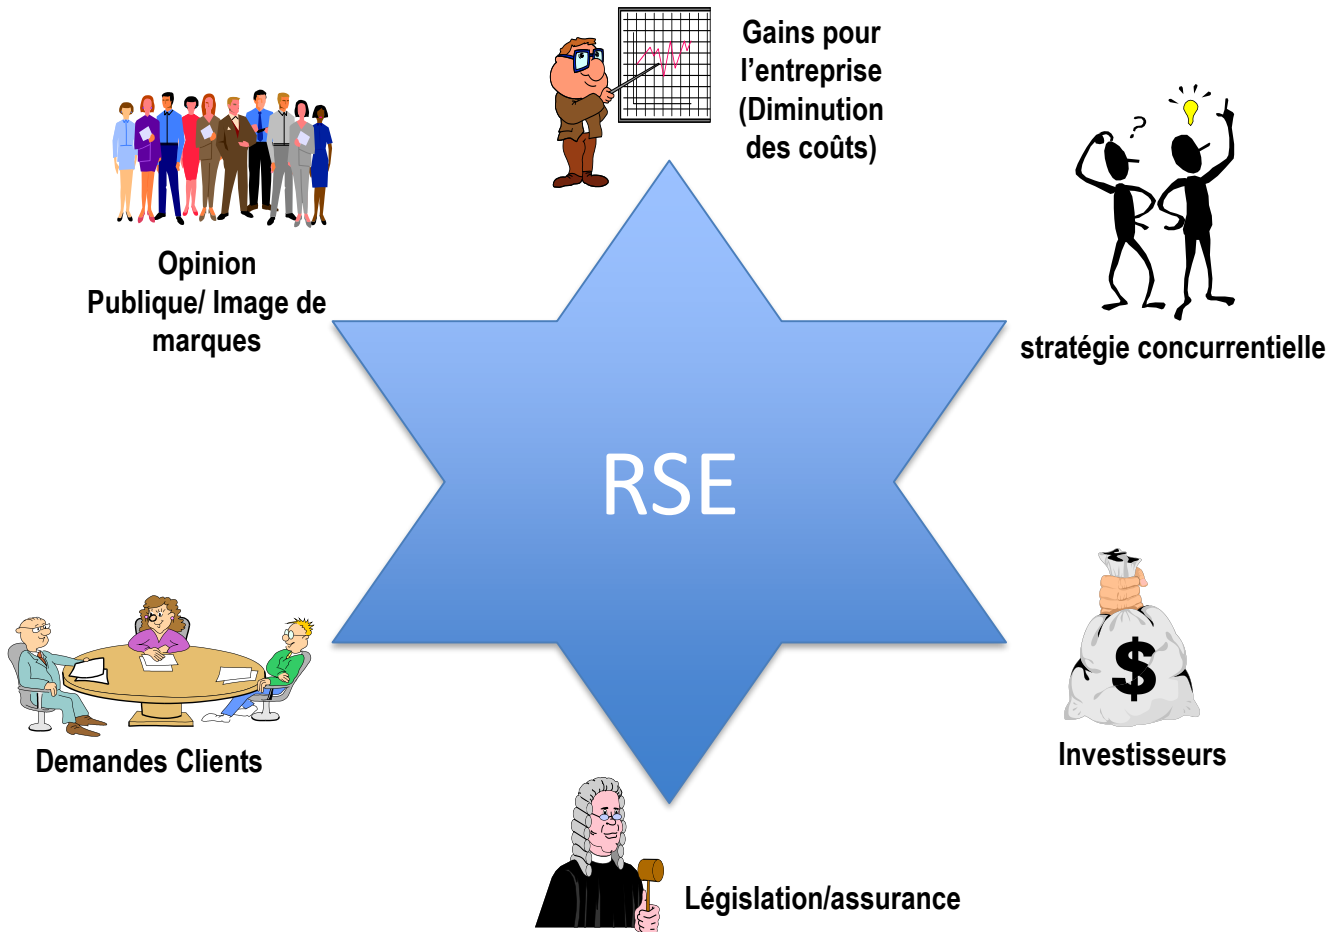 Gains pour
l’entreprise
(Diminution
des coûts)
?
Opinion
Publique/ Image de
marques
stratégie concurrentielle
RSE
$
Demandes Clients
Investisseurs
Législation/assurance